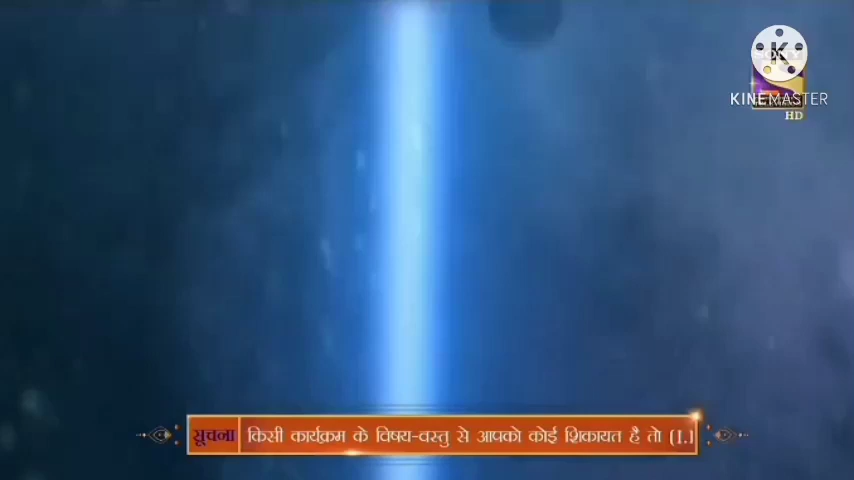 K
KINEMASTER
HD
सूचना किसी कार्यक्रम के विषय-वस्तु से आपको कोई शिकायत है तो (I.)